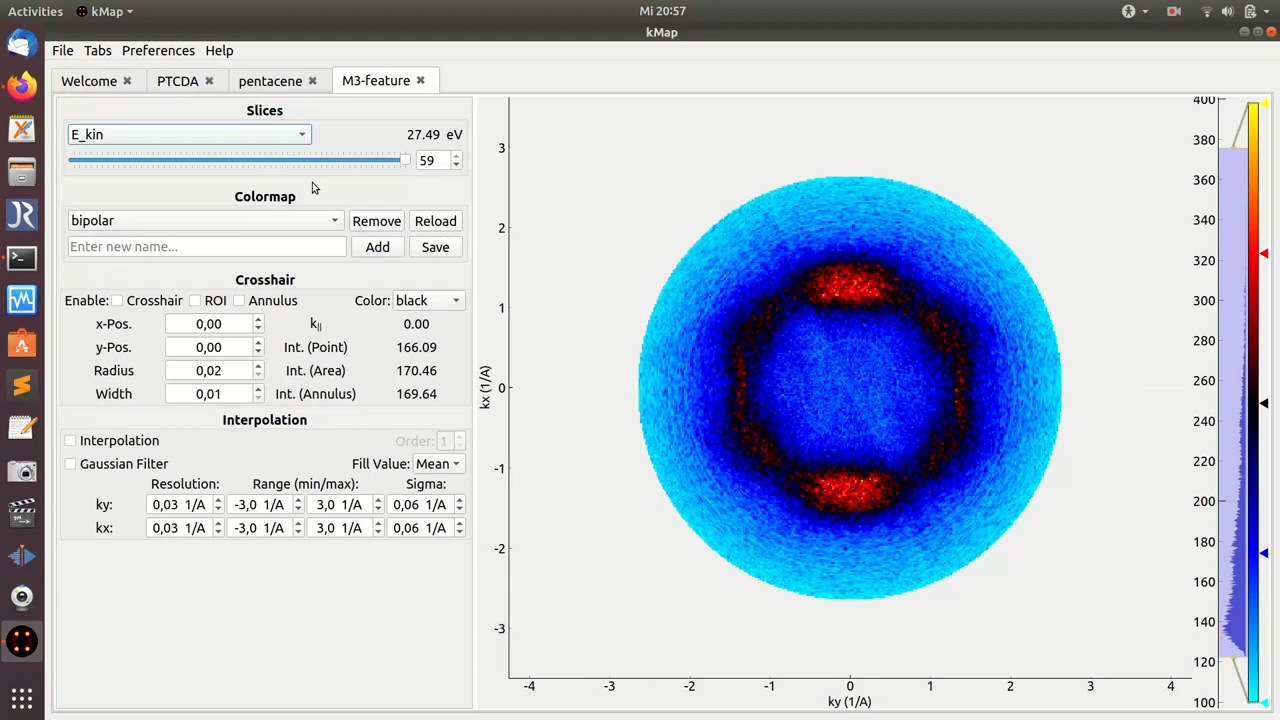 Activities kMap Mi 20:57
kMap
File Tabs Preferences Help
Welcome PTCDA pentacene M3-feature
Slices
E_kin 27.49 eV
59
Colormap
bipolar Remove Reload
Enter new name... Add Save
Crosshair
Enable: Crosshair ROI Annulus Color: black
x-Pos. 0,00 k|| 0.00
y-Pos. 0,00 Int. (Point) 166.09
Radius 0,02 Int. (Area) 170.46
Width 0,01 Int. (Annulus) 169.64
Interpolation
Interpolation Order: 1
Gaussian Filter Fill Value: Mean
Resolution: Range (min/max): Sigma:
ky: 0,03 1/A -3,0 1/A 3,0 1/A 0,06 1/A
kx: 0,03 1/A -3,0 1/A 3,0 1/A 0,06 1/A
kx (1/A)
3
2
1
0
-1
-2
-3
-4 -3 -2 -1 0 1 2 3 4
ky (1/A)
400
380
360
340
320
300
280
260
240
220
200
180
160
140
120
100